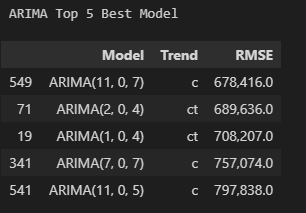 ARIMA Top 5 Best Model
Model Trend RMSE
549 ARIMA(11, 0, 7) c 678,416.0
71 ARIMA(2, 0, 4) ct 689,636.0
19 ARIMA(1, 0, 4) ct 708,207.0
341 ARIMA(7, 0, 7) c 757,074.0
541 ARIMA(11, 0, 5) c 797,838.0